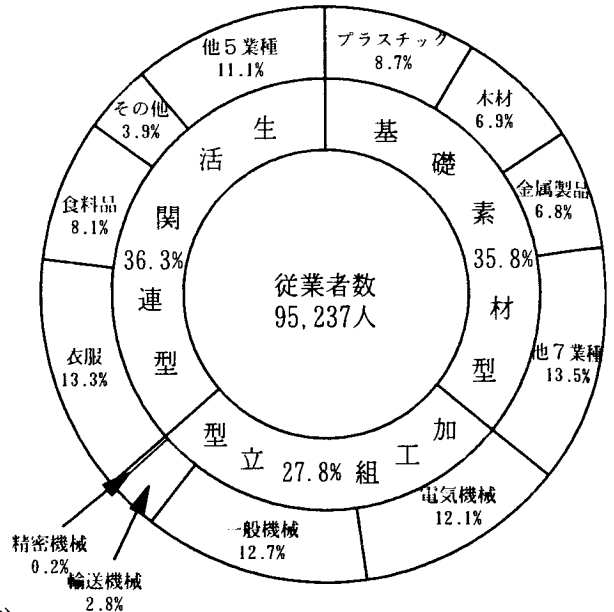 他5業種
11.1%
プラスチック
8.7%
その他
3.9%
木材
6.9%
食料品
8.1%
金属製品
6.8%
衣服
13.3%
他7業種
13.5%
生活関連型
36.3%
基礎素材型
35.8%
従業者数
95,237人
加工組立型
27.8%
電気機械
12.1%
一般機械
12.7%
精密機械
0.2%
輸送機械
2.8%